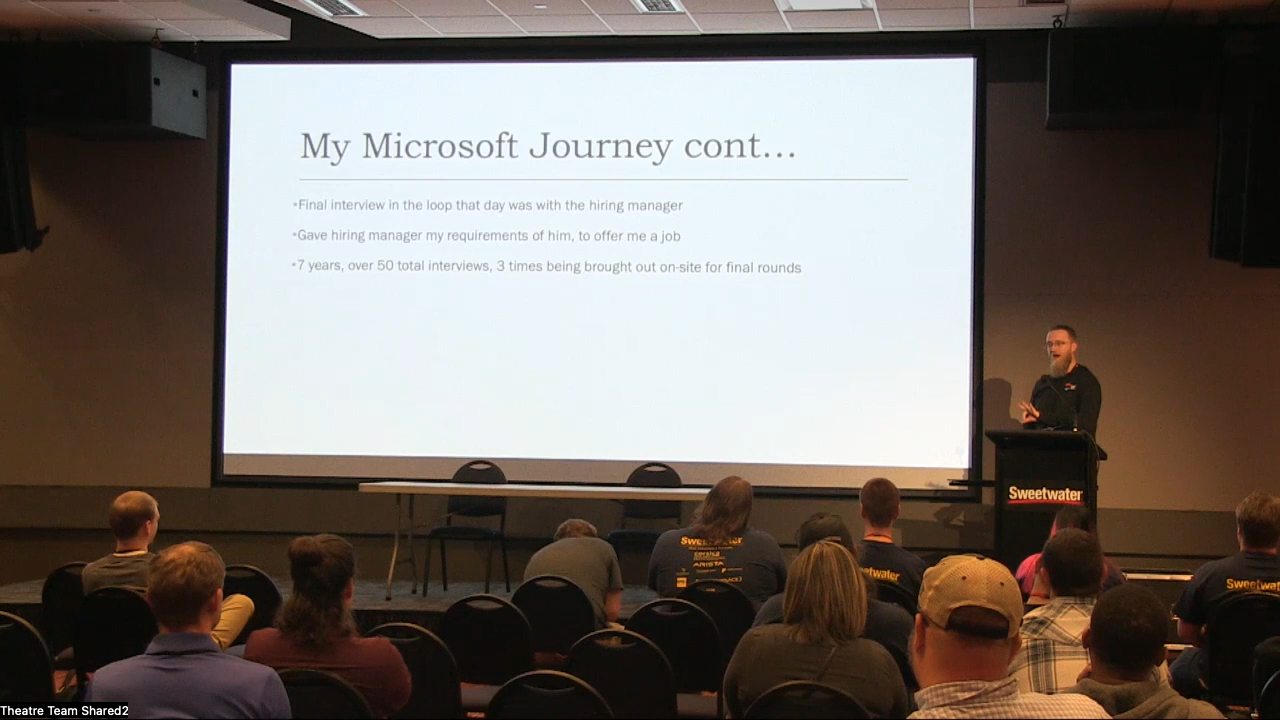 My Microsoft Journey cont…
•Final interview in the loop that day was with the hiring manager
•Gave hiring manager my requirements of him, to offer me a job
•7 years, over 50 total interviews, 3 times being brought out on-site for final rounds
Sweetwater
Sweetwater
ARISTA
Sweetwater
Theatre Team Shared2